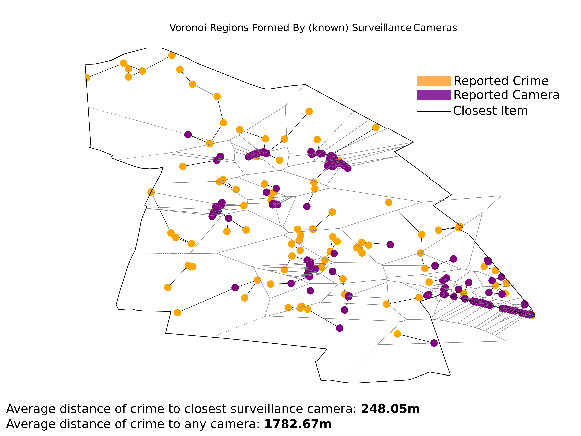 Voronoi Regions Formed By (known) Surveillance Cameras
Reported Crime
Reported Camera
Closest Item
Average distance of crime to closest surveillance camera: 248.05m
Average distance of crime to any camera: 1782.67m